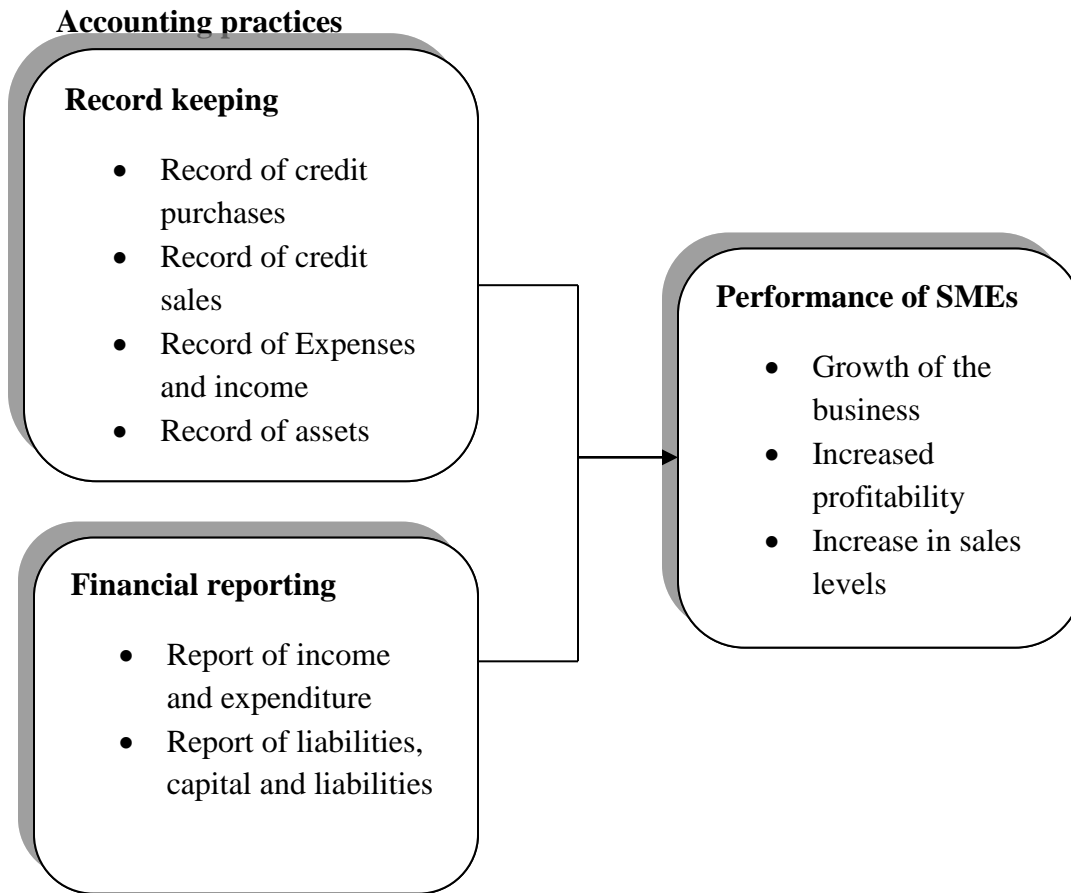 Accounting practices
Record keeping
• Record of credit
purchases
• Record of credit
sales
• Record of Expenses
and income
• Record of assets
Financial reporting
• Report of income
and expenditure
• Report of liabilities,
capital and liabilities
Performance of SMEs
• Growth of the
business
• Increased
profitability
• Increase in sales
levels